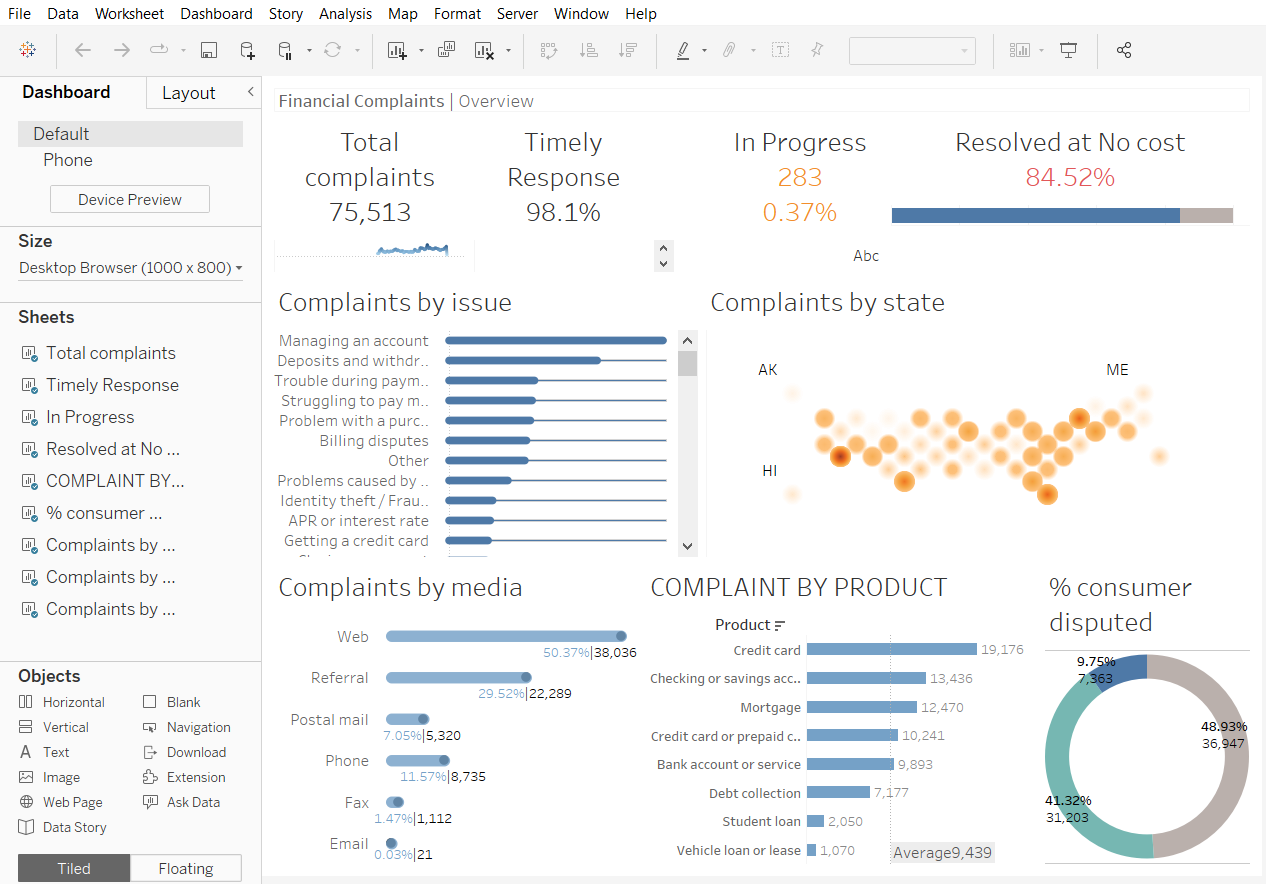 File Data Worksheet Dashboard Story Analysis Map Format Server Window Help
Dashboard Layout
Default
Phone
Device Preview
Size
Desktop Browser (1000 x 800)
Sheets
Total complaints
Timely Response
In Progress
Resolved at No ...
COMPLAINT BY...
% consumer ...
Complaints by ...
Complaints by ...
Complaints by ...
Objects
Horizontal Blank
Vertical Navigation
Text Download
Image Extension
Web Page Ask Data
Data Story
Tiled Floating
Financial Complaints | Overview
Total
complaints
75,513
Timely
Response
98.1%
In Progress
283
0.37%
Resolved at No cost
84.52%
Abc
Complaints by issue
Managing an account
Deposits and withdr..
Trouble during paym..
Struggling to pay m..
Problem with a purc..
Billing disputes
Other
Problems caused by ..
Identity theft / Frau..
APR or interest rate
Getting a credit card
Complaints by state
AK
ME
HI
Complaints by media
Web
50.37%|38,036
Referral
29.52%|22,289
Postal mail
7.05%|5,320
Phone
11.57%|8,735
Fax
1.47%|1,112
Email
0.03%|21
COMPLAINT BY PRODUCT
Product
Credit card 19,176
Checking or savings acc.. 13,436
Mortgage 12,470
Credit card or prepaid c.. 10,241
Bank account or service 9,893
Debt collection 7,177
Student loan 2,050
Vehicle loan or lease 1,070
Average9,439
% consumer
disputed
9.75%
7,363
48.93%
36,947
41.32%
31,203